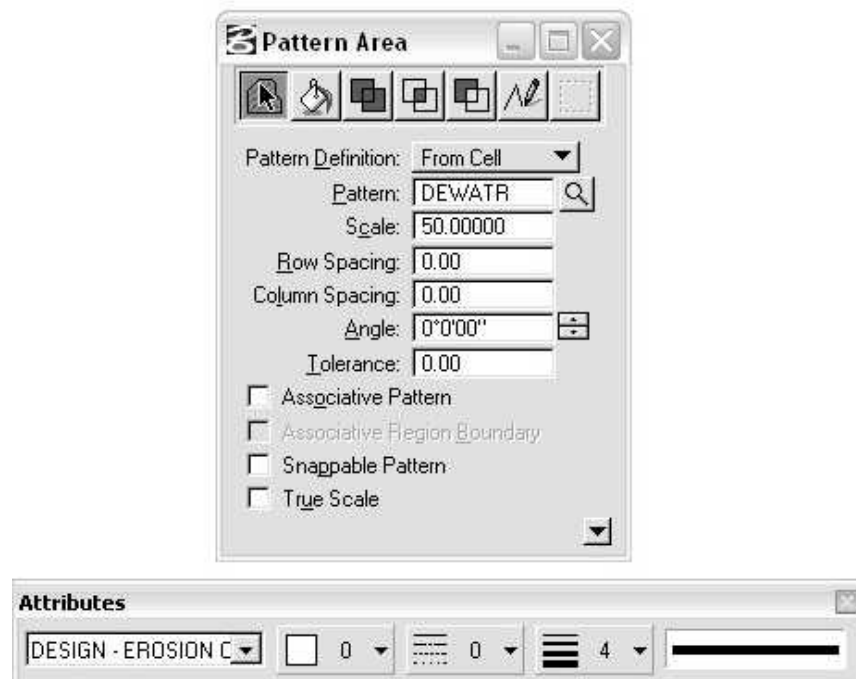 Pattern Area
Pattern Definition: From Cell
Pattern: DEWATR
Scale: 50.00000
Row Spacing: 0.00
Column Spacing: 0.00
Angle: 0°0'00"
Tolerance: 0.00
Associative Pattern
Associative Region Boundary
Snappable Pattern
True Scale
Attributes
DESIGN - EROSION C 0 0 4